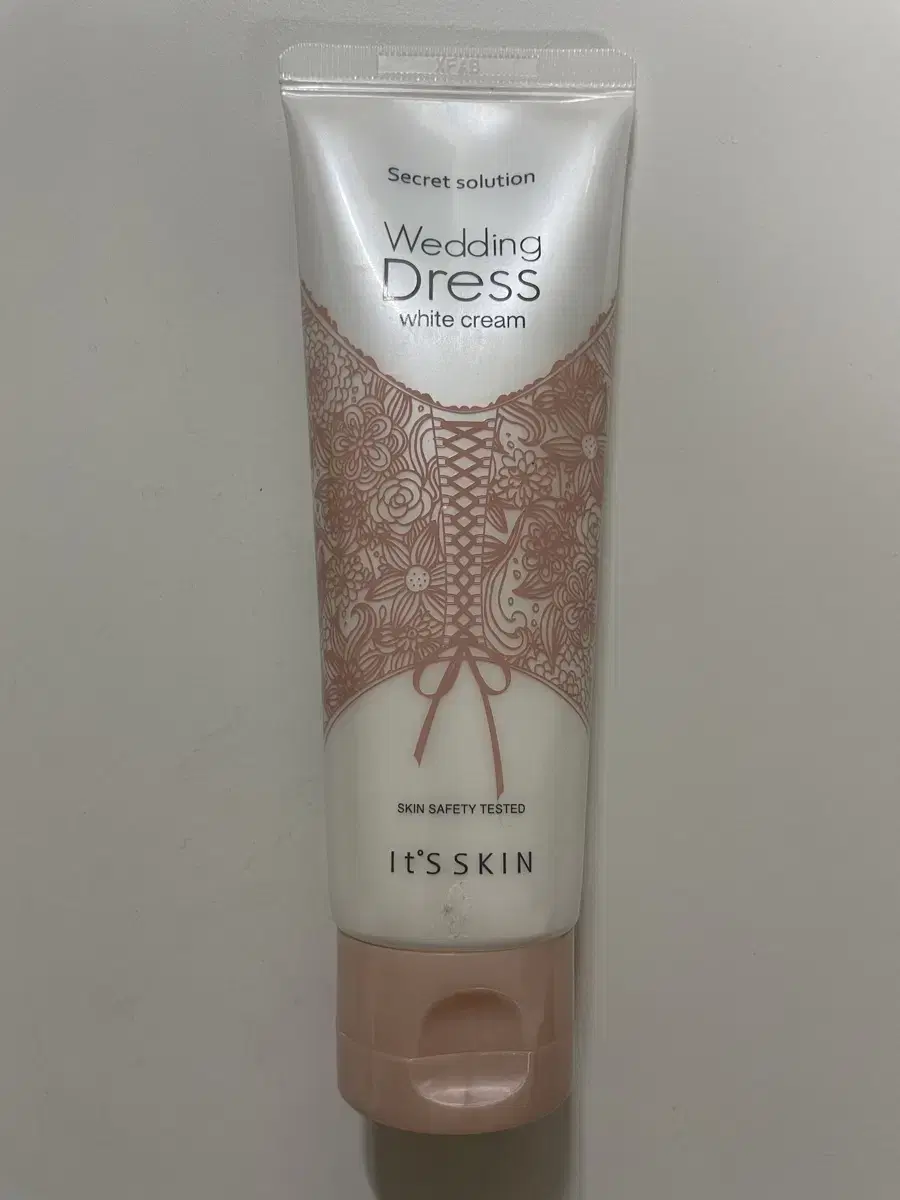 Secret solution
Wedding
Dress
white cream
SKIN SAFETY TESTED
It'S SKIN